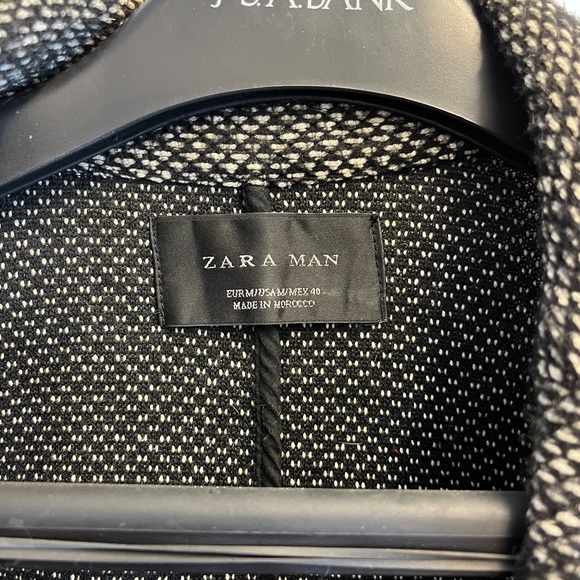 J
S.A.BANK
ZARA MAN
EUR M/USA M/MEX 40
MADE IN MOROCCO